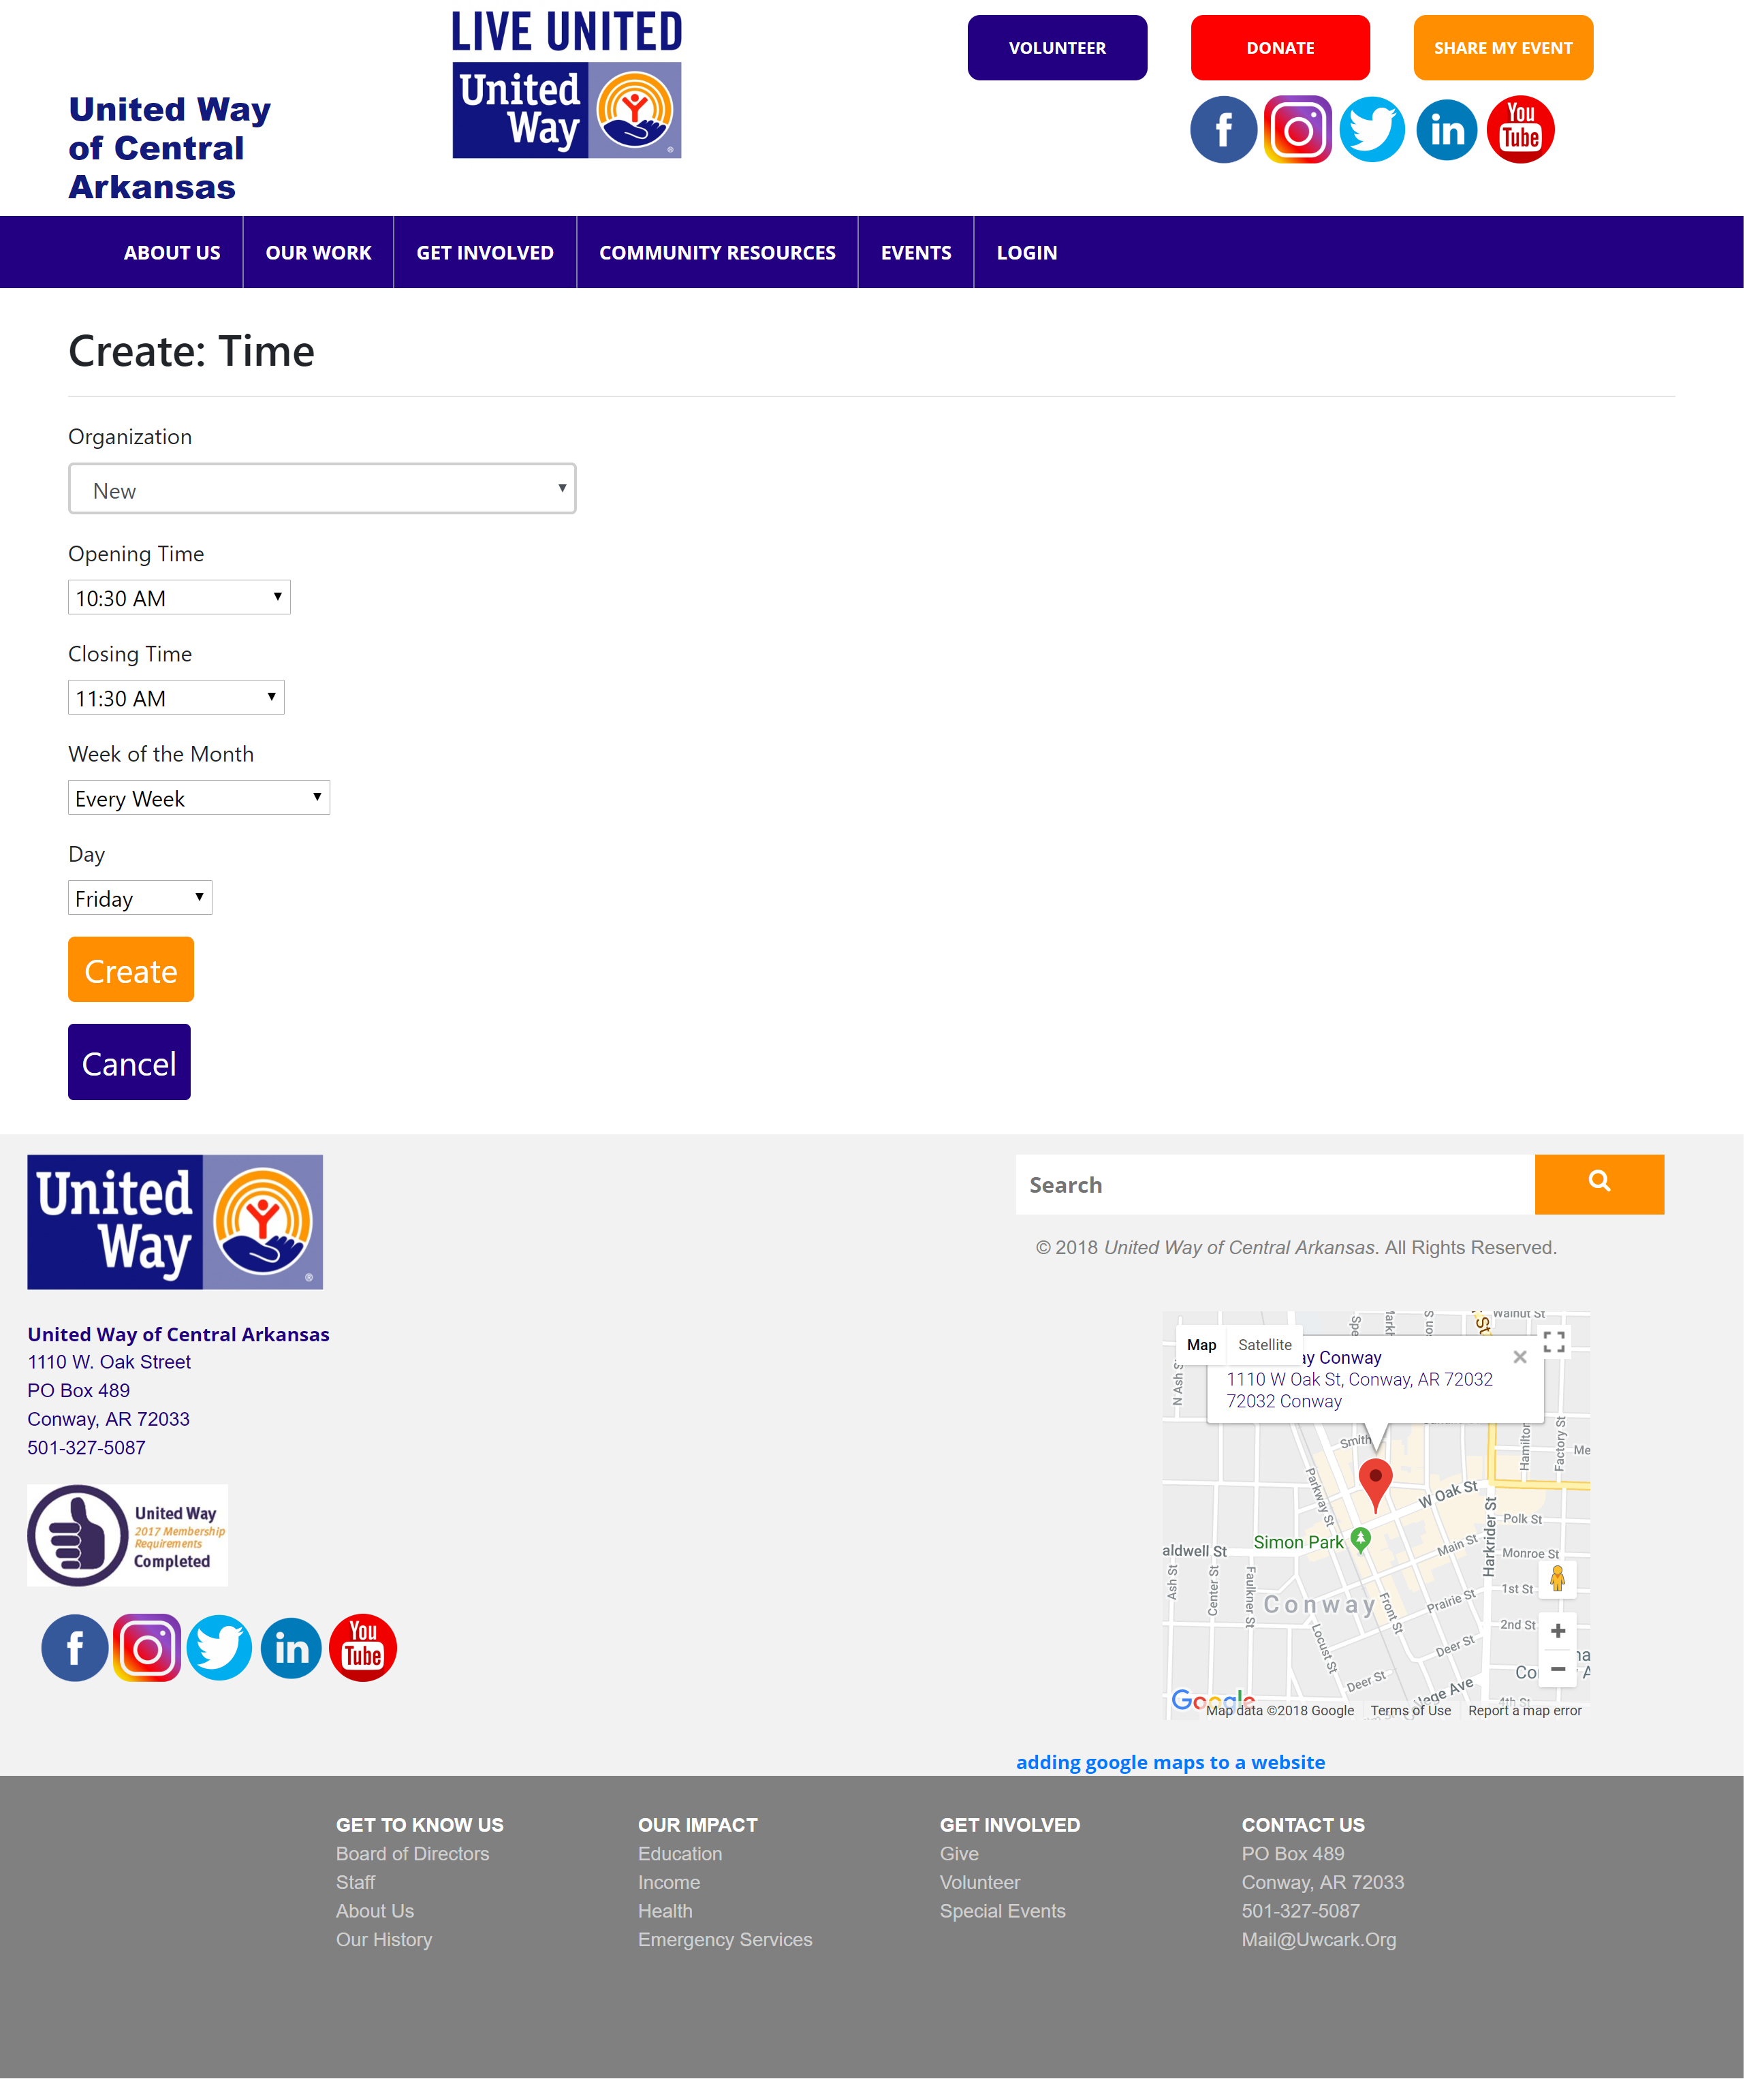 LIVE UNITED
United
Way
United Way
of Central
Arkansas
VOLUNTEER
DONATE
SHARE MY EVENT
f
in
You
Tube
ABOUT US
OUR WORK
GET INVOLVED
COMMUNITY RESOURCES
EVENTS
LOGIN
Create: Time
Organization
New
Opening Time
10:30 AM
Closing Time
11:30 AM
Week of the Month
Every Week
Day
Friday
Create
Cancel
United
Way
United Way of Central Arkansas
1110 W. Oak Street
PO Box 489
Conway, AR 72033
501-327-5087
United Way
2017 Membership
Requirements
Completed
f
in
You
Tube
Search
© 2018 United Way of Central Arkansas. All Rights Reserved.
Walnut St
Map
Satellite
ay Conway
1110 W Oak St, Conway, AR 72032
72032 Conway
N Ash S
Smith
Hamilton
Factory St
Me
Parkway St
W Oak St
Harkrider St
Polk St
Simon Park
aldwell St
Main St
Monroe St
Ash St
Center St
Faulkner St
Conway
Front St
Prairie St
1st St
2nd St
Locust St
Deer St
Deer St
4th St
Google
Map data ©2018 Google
Terms of Use
Report a map error
adding google maps to a website
GET TO KNOW US
Board of Directors
Staff
About Us
Our History
OUR IMPACT
Education
Income
Health
Emergency Services
GET INVOLVED
Give
Volunteer
Special Events
CONTACT US
PO Box 489
Conway, AR 72033
501-327-5087
Mail@Uwcark.Org